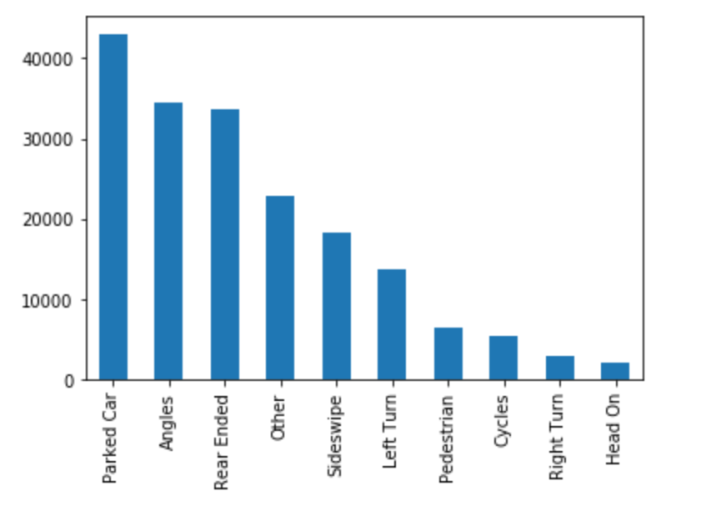 40000
30000
20000
10000
0
Parked Car
Angles
Rear Ended
Other
Sideswipe
Left Turn
Pedestrian
Cycles
Right Turn
Head On